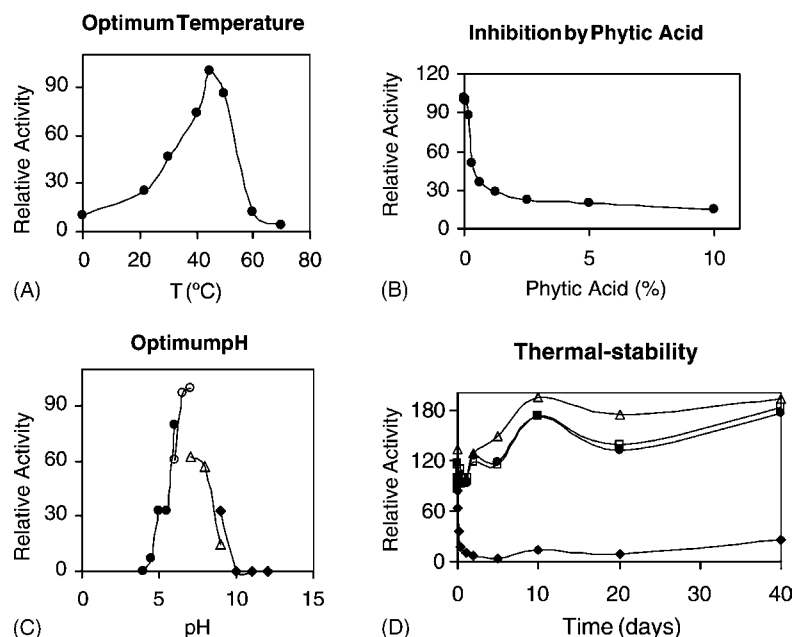 Optimum Temperature
90
60
30
0
0 20 40 60 80
Relative Activity
T (ºC)
(A)
Inhibition by Phytic Acid
120
90
60
30
0
0 5 10
Relative Activity
Phytic Acid (%)
(B)
OptimumpH
90
60
30
0
0 5 10 15
Relative Activity
pH
(C)
Thermal-stability
180
120
60
0
0 10 20 30 40
Relative Activity
Time (days)
(D)